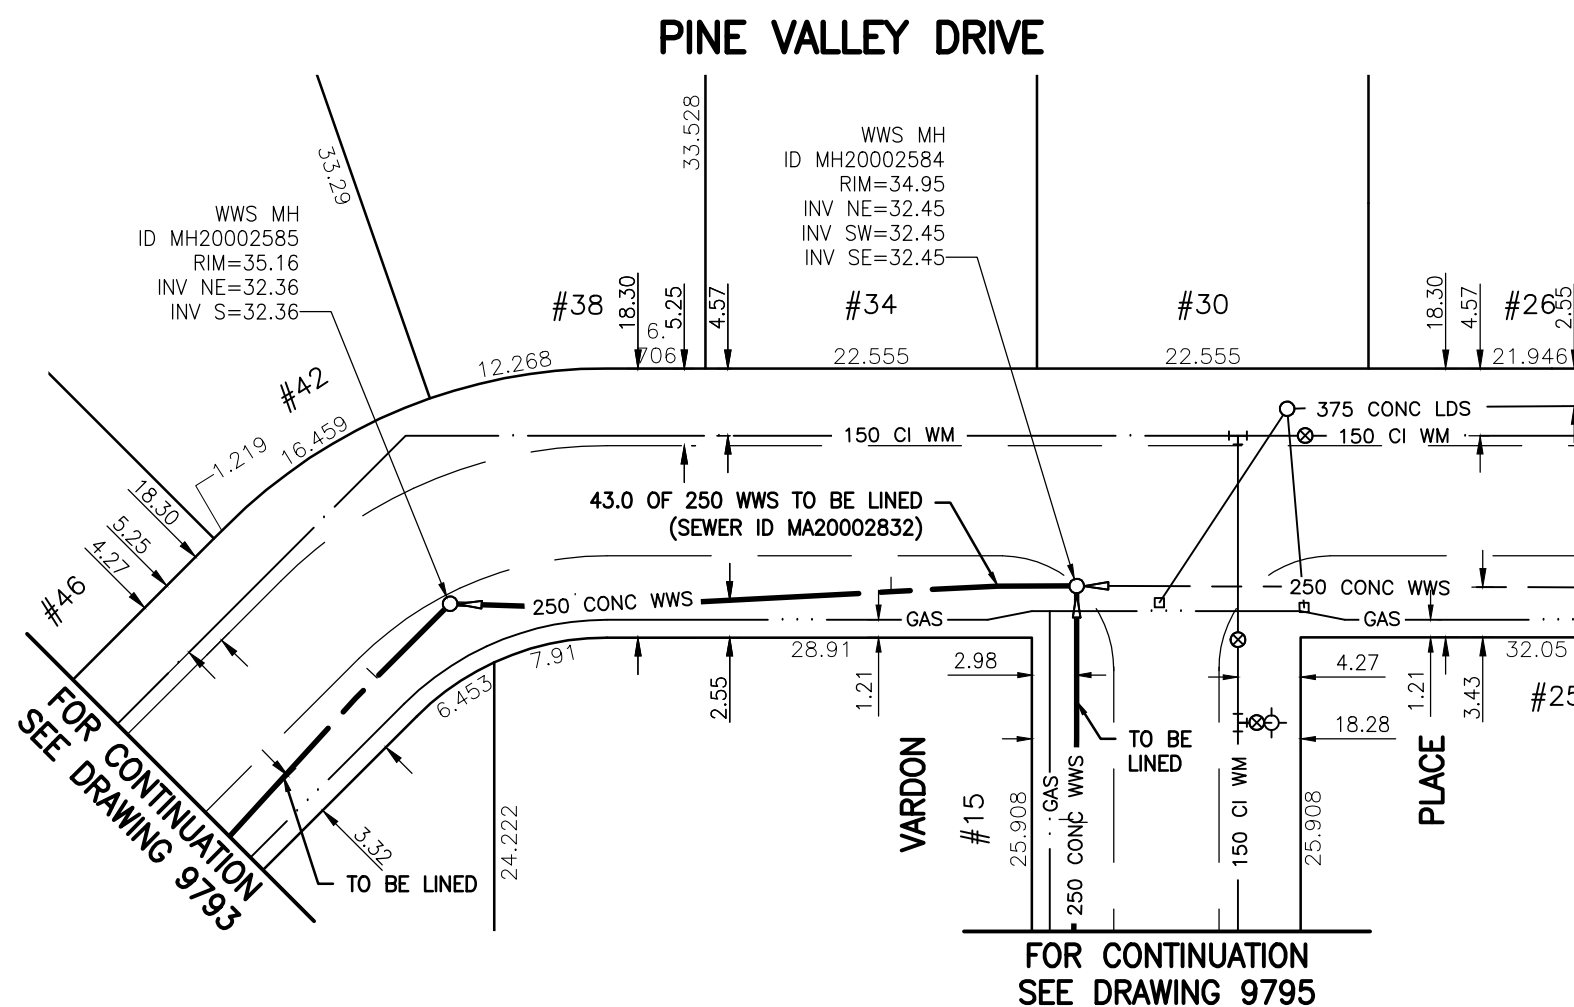 PINE VALLEY DRIVE
WWS MH
ID MH20002584
RIM=34.95
INV NE=32.45
INV SW=32.45
INV SE=32.45
WWS MH
ID MH20002585
RIM=35.16
INV NE=32.36
INV S=32.36
33.29
33.528
#38
18.30
6.
706
5.25
4.57
#34
#30
18.30
4.57
#26
2.55
12.268
22.555
22.555
21.946
#42
16.459
1.219
18.30
5.25
4.27
#46
375 CONC LDS
150 CI WM
150 CI WM
43.0 OF 250 WWS TO BE LINED
(SEWER ID MA20002832)
250 CONC WWS
250 CONC WWS
GAS
GAS
7.91
28.91
32.05
6.453
2.55
1.21
2.98
4.27
1.21
3.43
#25
18.28
TO BE
LINED
VARDON
PLACE
#15
25.908
GAS
250 CONC WWS
150 CI WM
25.908
24.222
3.32
TO BE LINED
FOR CONTINUATION
SEE DRAWING 9793
FOR CONTINUATION
SEE DRAWING 9795